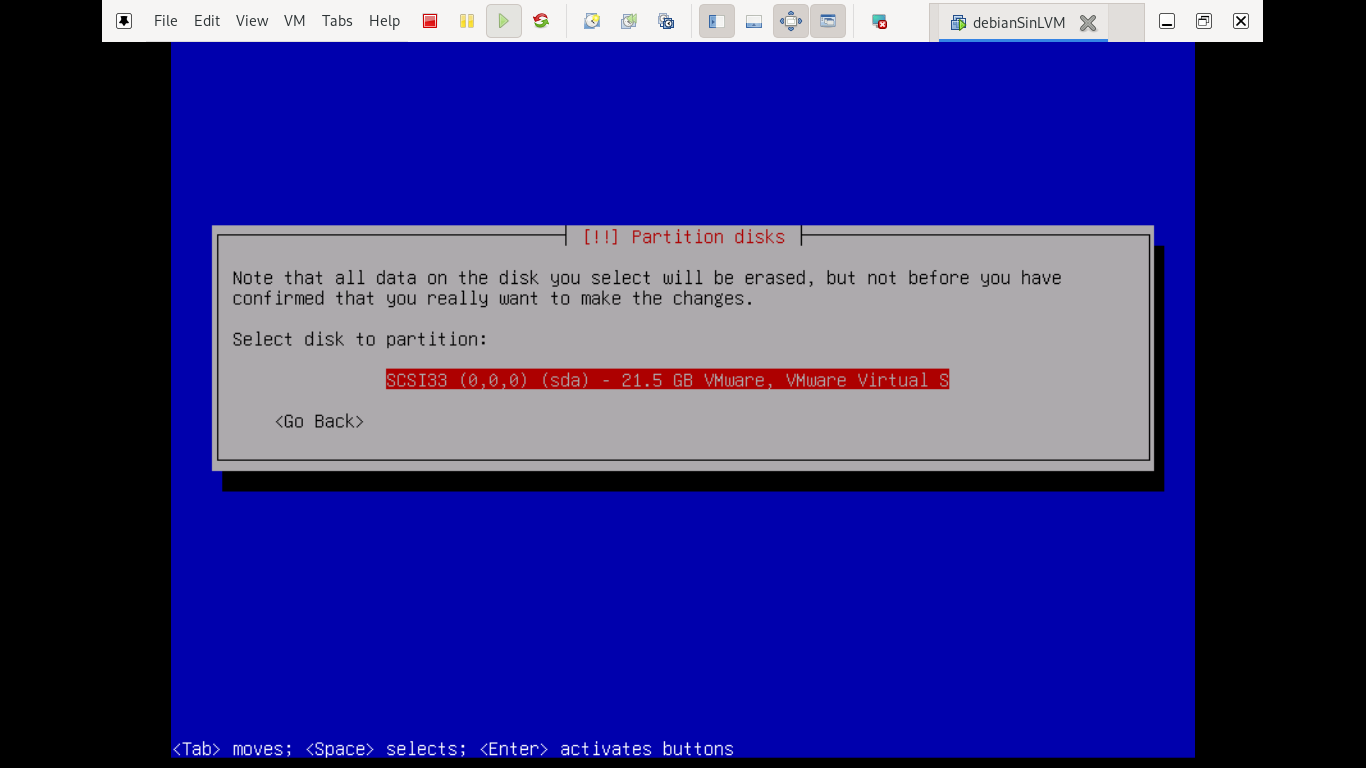 File Edit View VM Tabs Help debianSinLVM
[!!] Partition disks
Note that all data on the disk you select will be erased, but not before you have
confirmed that you really want to make the changes.
Select disk to partition:
SCSI33 (0,0,0) (sda) - 21.5 GB VMware, VMware Virtual S
<Go Back>
<Tab> moves; <Space> selects; <Enter> activates buttons